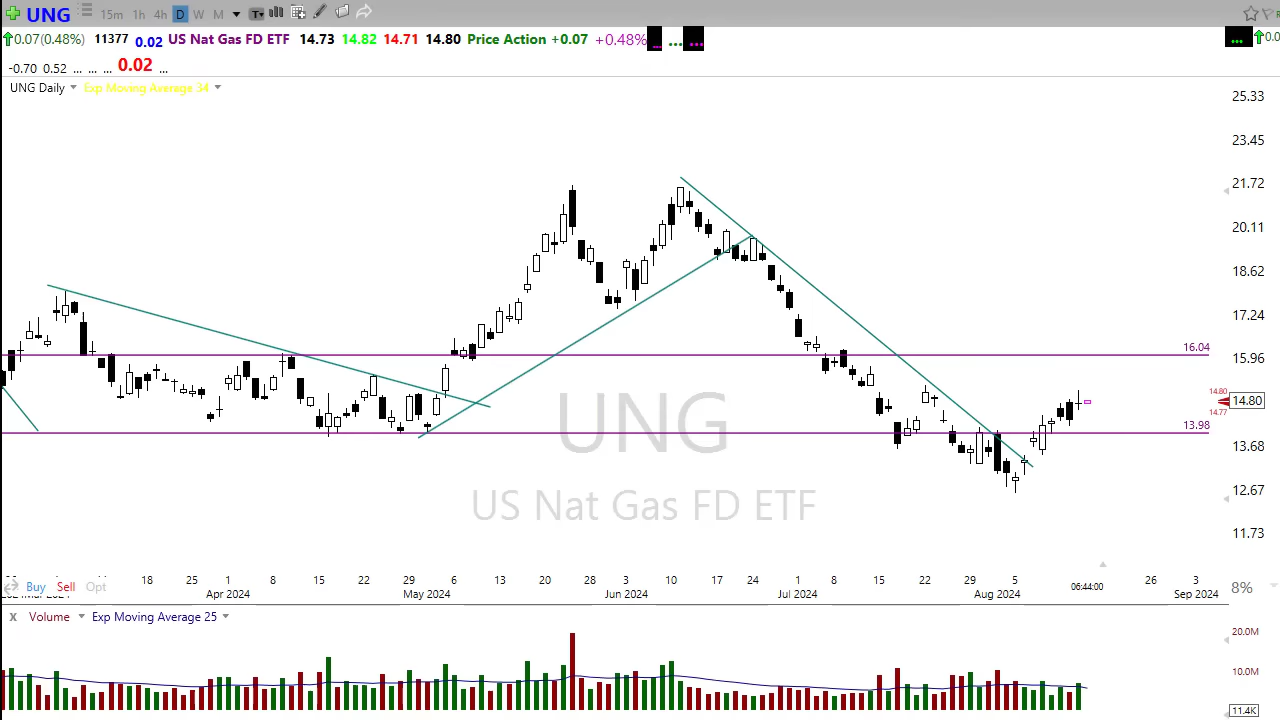 UNG 15m 1h 4h D W M
0.07(0.48%) 11377 0.02 US Nat Gas FD ETF 14.73 14.82 14.71 14.80 Price Action +0.07 +0.48% ... ... ... ... 0.0
-0.70 0.52 ... ... ... 0.02 ...
UNG Daily Exp Moving Average 34
25.33
23.45
21.72
20.11
18.62
17.24
16.04
15.96
14.80
14.80
14.77
13.98
13.68
12.67
11.73
UNG
US Nat Gas FD ETF
18 25 1 8 15 22 29 6 13 20 28 3 10 17 24 1 8 15 22 29 5 26 3
Apr 2024 May 2024 Jun 2024 Jul 2024 Aug 2024 06:44:00 Sep 2024
Buy Sell Opt 8%
X Volume Exp Moving Average 25
20.0M
10.0M
11.4K